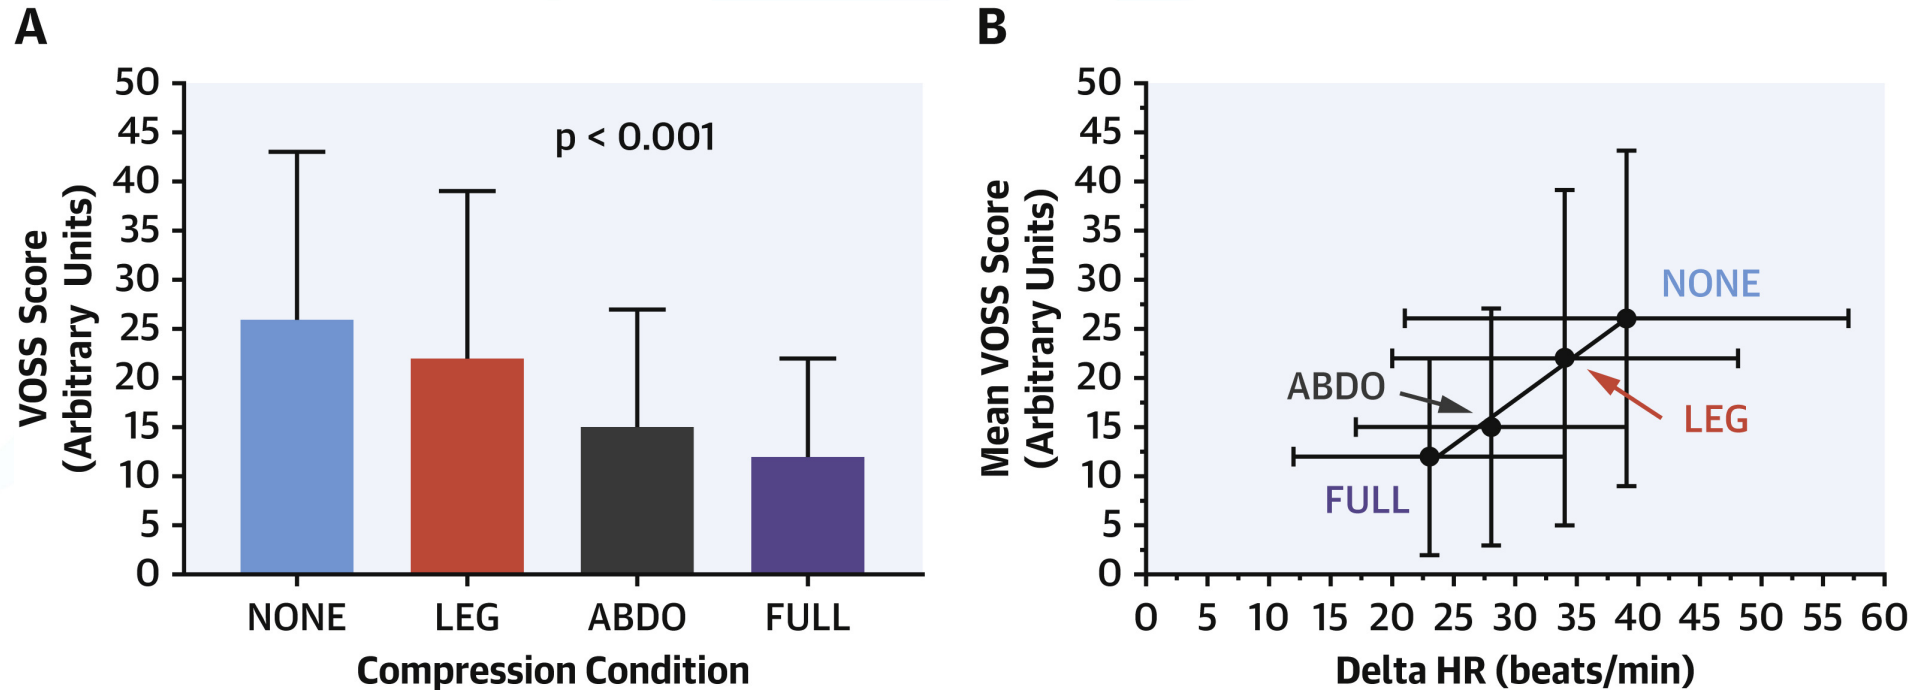 A
VOSS Score
(Arbitrary Units)
50
45
40
35
30
25
20
15
10
5
0
p < 0.001
NONE LEG ABDO FULL
Compression Condition
B
Mean VOSS Score
(Arbitrary Units)
50
45
40
35
30
25
20
15
10
5
0
NONE
ABDO
LEG
FULL
0 5 10 15 20 25 30 35 40 45 50 55 60
Delta HR (beats/min)